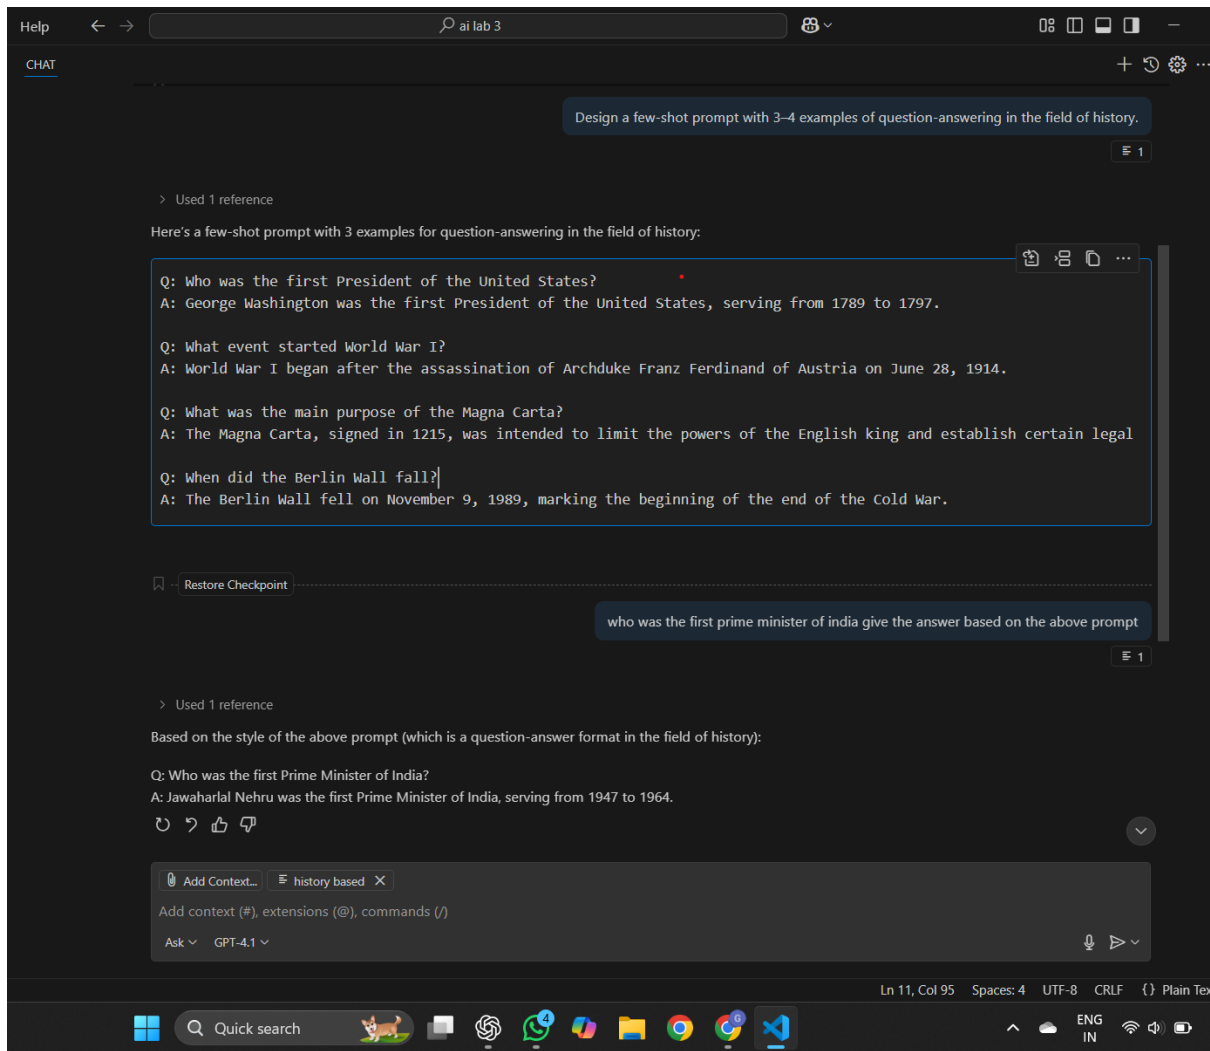 Help
ai lab 3
CHAT
Design a few-shot prompt with 3–4 examples of question-answering in the field of history.
1
Used 1 reference
Here's a few-shot prompt with 3 examples for question-answering in the field of history:
Q: Who was the first President of the United States?
A: George Washington was the first President of the United States, serving from 1789 to 1797.
Q: What event started World War I?
A: World War I began after the assassination of Archduke Franz Ferdinand of Austria on June 28, 1914.
Q: What was the main purpose of the Magna Carta?
A: The Magna Carta, signed in 1215, was intended to limit the powers of the English king and establish certain legal
Q: When did the Berlin Wall fall?
A: The Berlin Wall fell on November 9, 1989, marking the beginning of the end of the Cold War.
Restore Checkpoint
who was the first prime minister of india give the answer based on the above prompt
1
Used 1 reference
Based on the style of the above prompt (which is a question-answer format in the field of history):
Q: Who was the first Prime Minister of India?
A: Jawaharlal Nehru was the first Prime Minister of India, serving from 1947 to 1964.
Add Context... history based
Add context (#), extensions (@), commands (/)
Ask GPT-4.1
Ln 11, Col 95 Spaces: 4 UTF-8 CRLF {} Plain Tex
Quick search 4 G ENG
IN